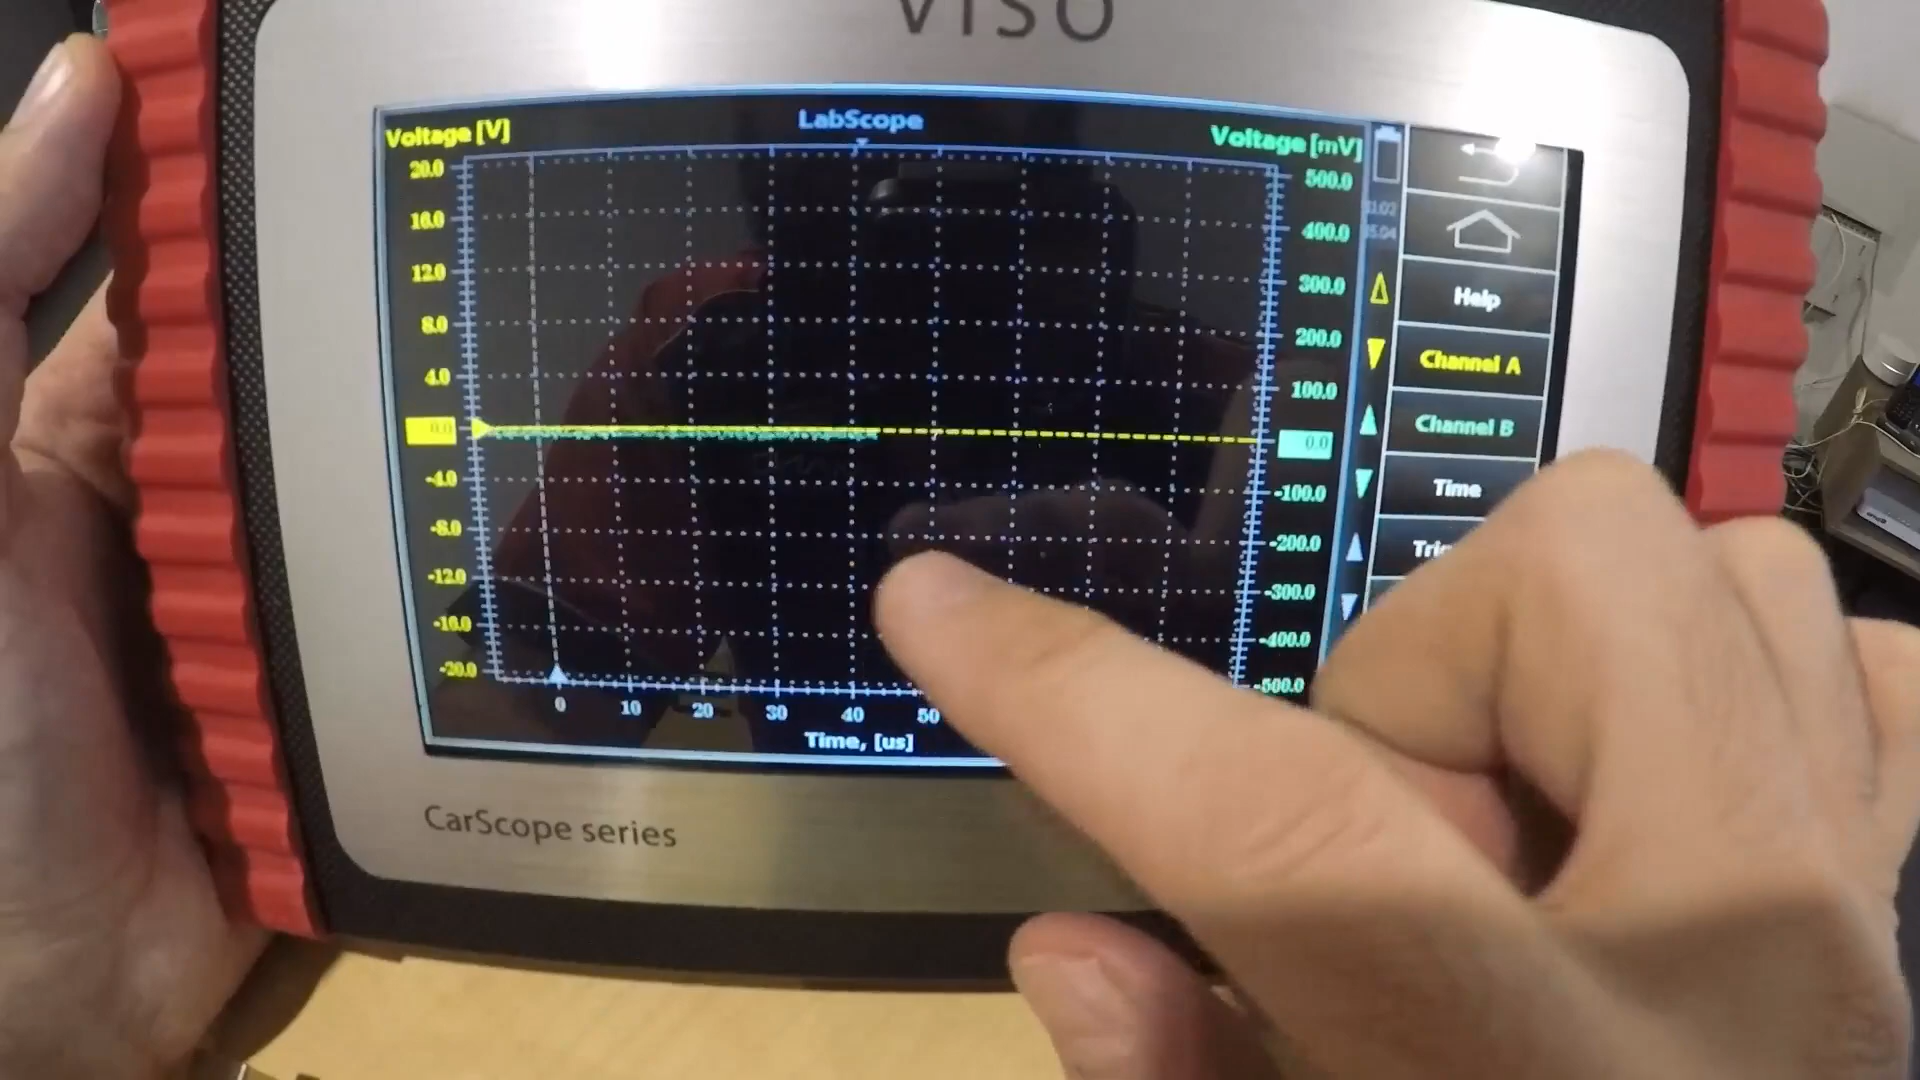 VISO
LabScope
Voltage [V]
Voltage [mV]
20.0
16.0
12.0
8.0
4.0
0.0
-4.0
-8.0
-12.0
-16.0
-20.0
500.0
400.0
300.0
200.0
100.0
0.0
-100.0
-200.0
-300.0
-400.0
-500.0
0 10 20 30 40 50
Time, [us]
Help
Channel A
Channel B
Time
CarScope series